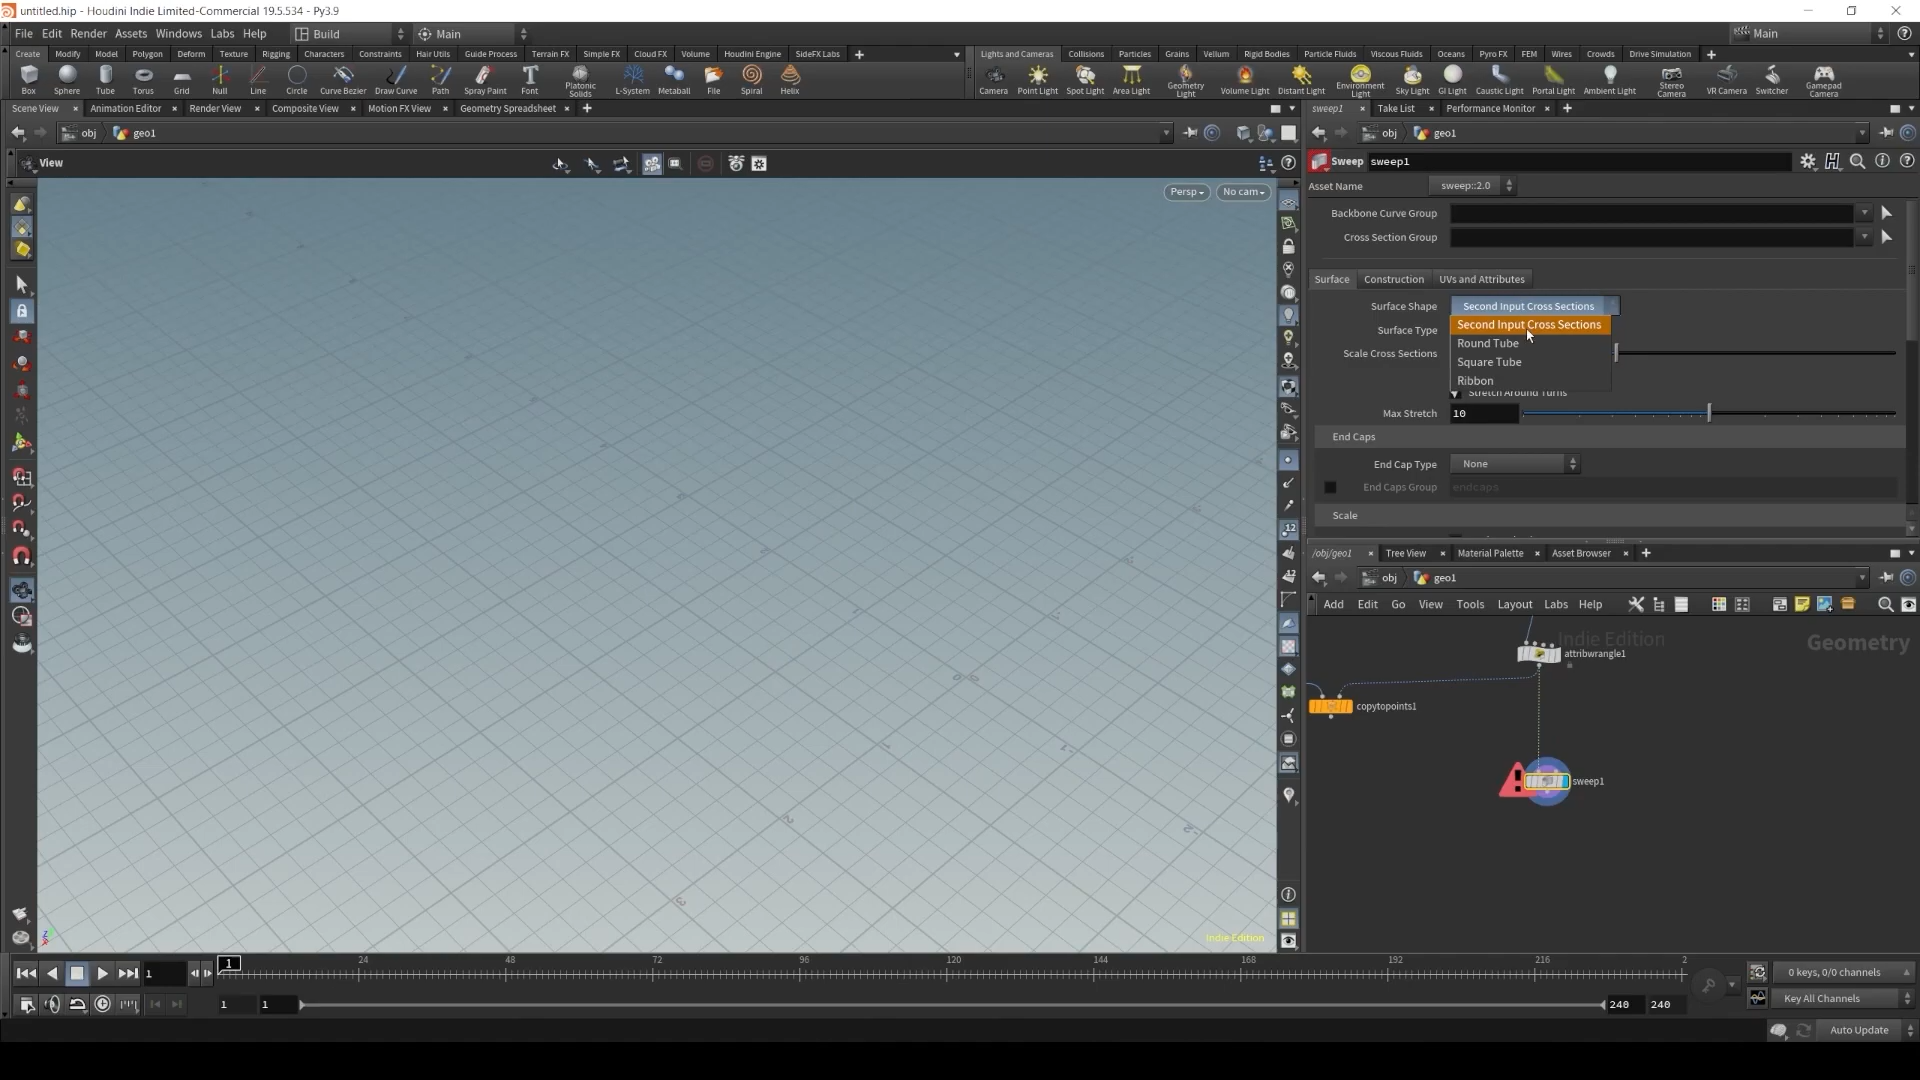 untitled.hip - Houdini Indie Limited-Commercial 19.5.534 - Py3.9
File Edit Render Assets Windows Labs Help Build Main Main
Create Modify Model Polygon Deform Texture Rigging Characters Constraints Hair Utils Guide Process Terrain FX Simple FX Cloud FX Volume Houdini Engine SideFX Labs
Lights and Cameras Collisions Particles Grains Vellum Rigid Bodies Particle Fluids Viscous Fluids Oceans Pyro FX FEM Wires Crowds Drive Simulation
Box Sphere Tube Torus Grid Null Line Circle Curve Bezier Draw Curve Path Spray Paint Font Platonic Solids L-System Metaball File Spiral Helix
Camera Point Light Spot Light Area Light Geometry Light Volume Light Distant Light Environment Light Sky Light GI Light Caustic Light Portal Light Ambient Light Stereo Camera VR Camera Switcher Gamepad Camera
Scene View Animation Editor Render View Composite View Motion FX View Geometry Spreadsheet
sweep1 Take List Performance Monitor
obj geo1
obj geo1
View
Persp No cam
Indie Edition
Sweep sweep1
Asset Name sweep::2.0
Backbone Curve Group
Cross Section Group
Surface Construction UVs and Attributes
Surface Shape Second Input Cross Sections
Surface Type
Second Input Cross Sections
Round Tube
Square Tube
Ribbon
Scale Cross Sections
Stretch Around Turns
Max Stretch 10
End Caps
End Cap Type None
End Caps Group endcaps
Scale
/obj/geo1 Tree View Material Palette Asset Browser
obj geo1
Add Edit Go View Tools Layout Labs Help
Indie Edition
Geometry
attribwrangle1
copytopoints1
sweep1
1 1 24 48 72 96 120 144 168 192 216 2
0 keys, 0/0 channels
1 1 240 240
Key All Channels
Auto Update